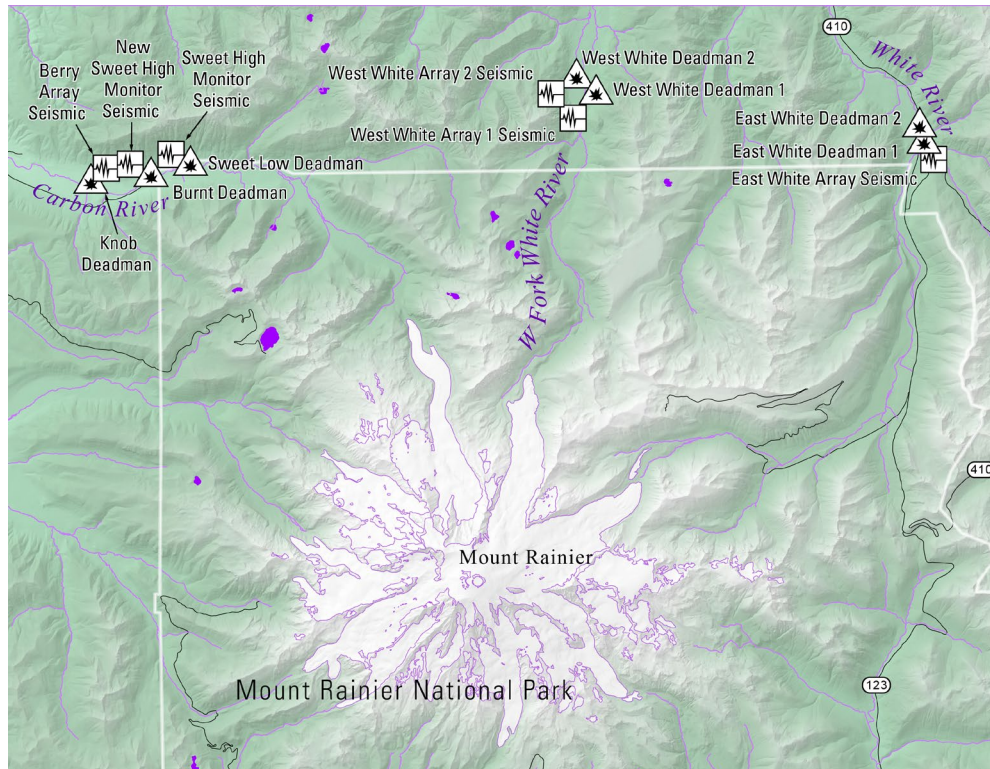 410
White River
New
Sweet High
Monitor
Seismic
Sweet High
Monitor
Seismic
Berry
Array
Seismic
West White Deadman 2
West White Array 2 Seismic
West White Deadman 1
West White Array 1 Seismic
East White Deadman 2
East White Deadman 1
East White Array Seismic
Sweet Low Deadman
Burnt Deadman
Carbon River
Knob
Deadman
W Fork White River
410
Mount Rainier
Mount Rainier National Park
123